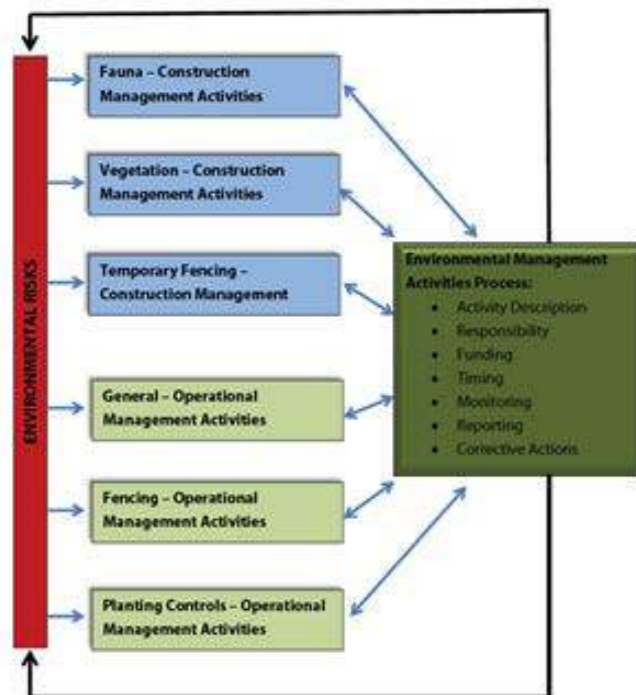 ENVIRONMENTAL RISKS
Fauna – Construction
Management Activities
Vegetation – Construction
Management Activities
Temporary Fencing –
Construction Management
General – Operational
Management Activities
Fencing – Operational
Management Activities
Planting Controls – Operational
Management Activities
Environmental Management
Activities Process:
• Activity Description
• Responsibility
• Funding
• Timing
• Monitoring
• Reporting
• Corrective Actions